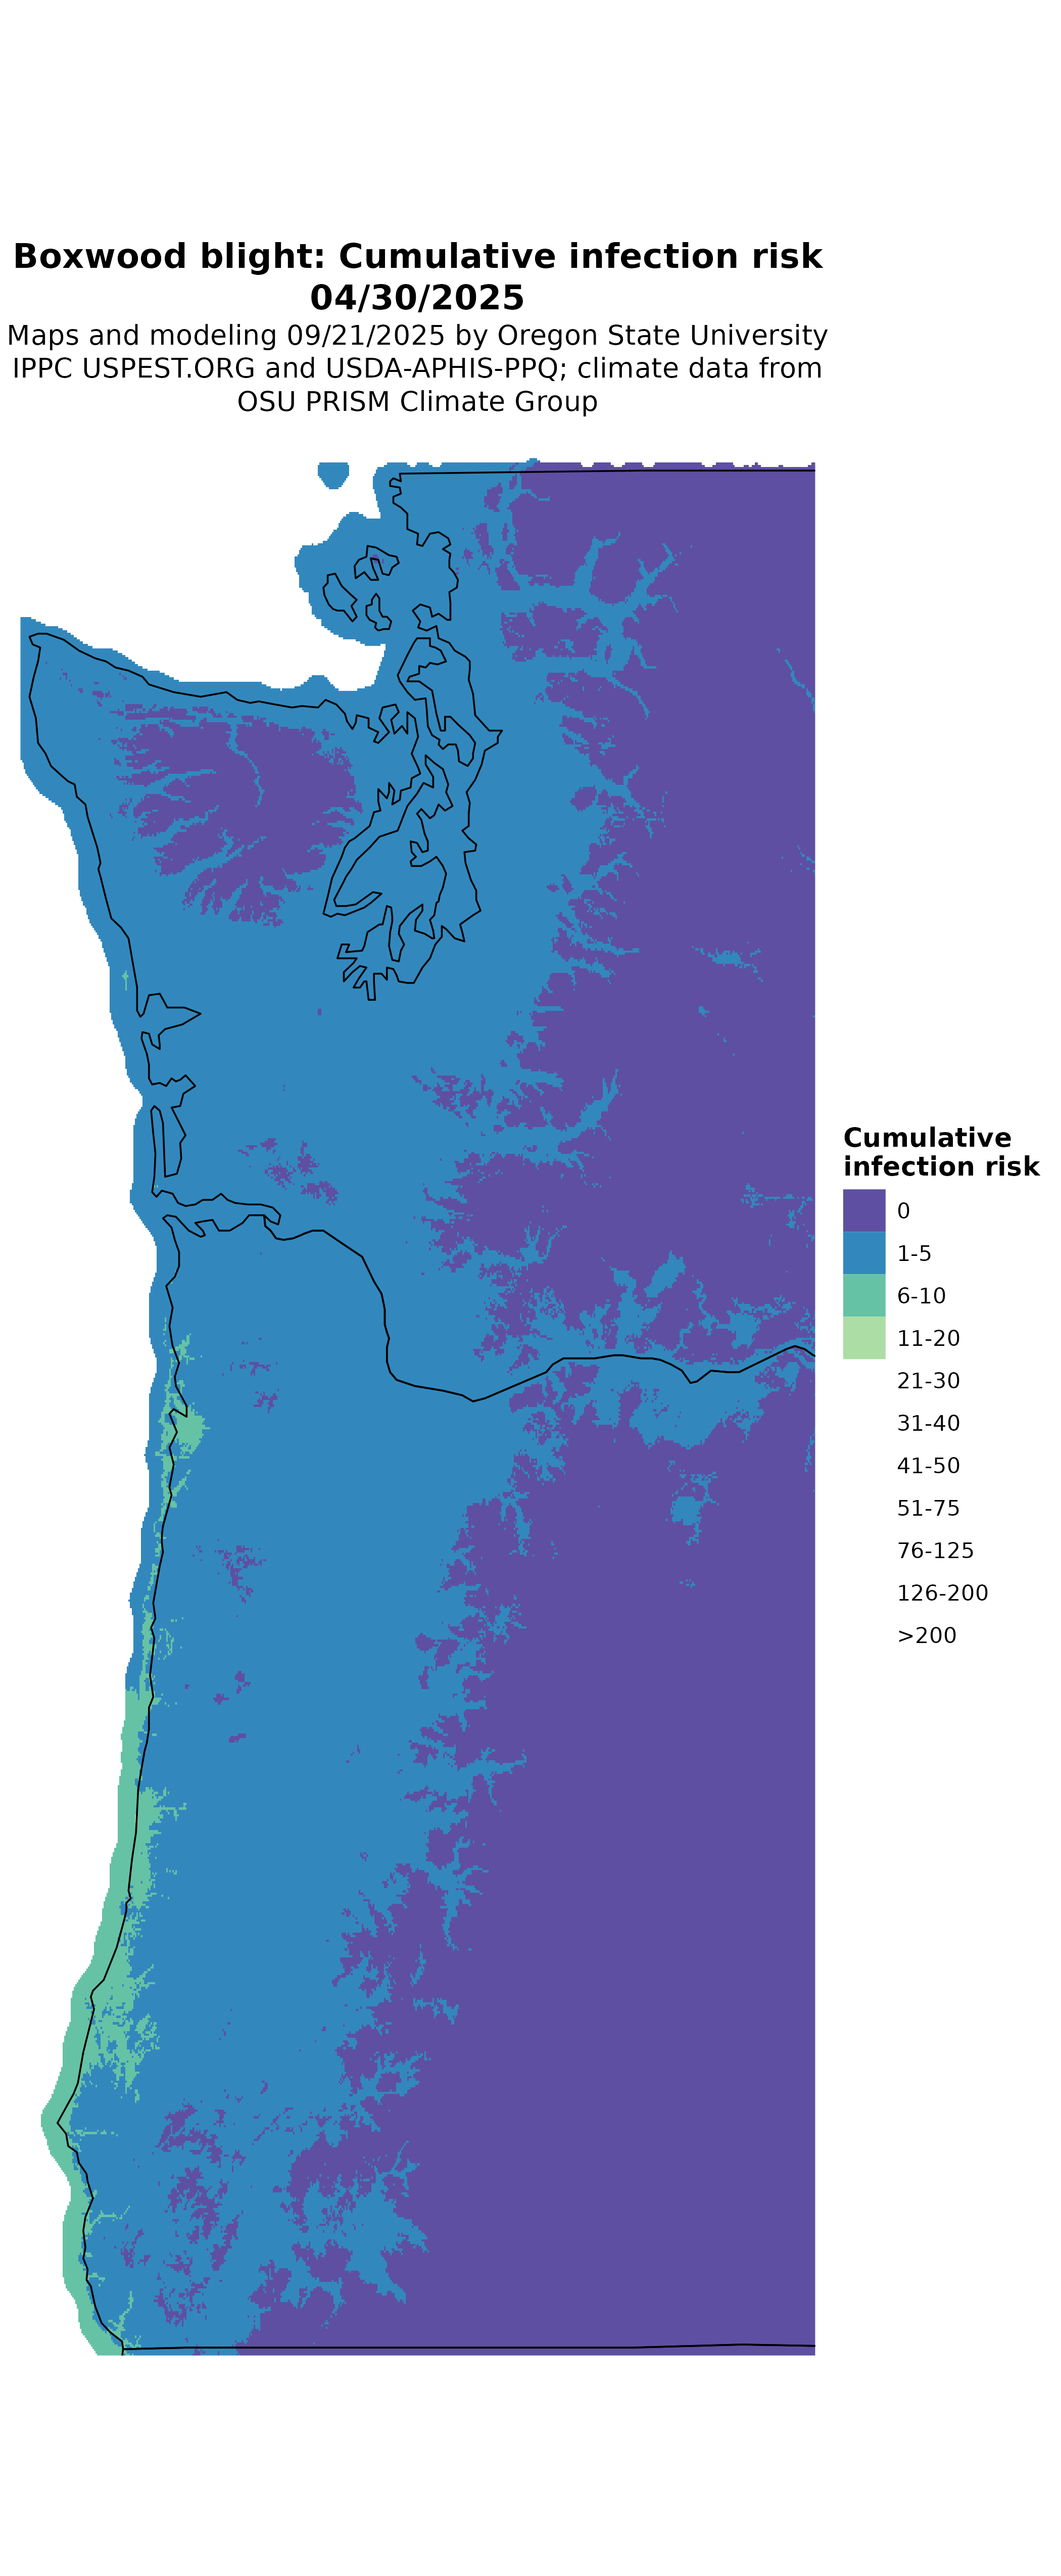 Boxwood blight: Cumulative infection risk
04/30/2025
Maps and modeling 09/21/2025 by Oregon State University
IPPC USPEST.ORG and USDA-APHIS-PPQ; climate data from
OSU PRISM Climate Group
Cumulative
infection risk
0
1-5
6-10
11-20
21-30
31-40
41-50
51-75
76-125
126-200
>200